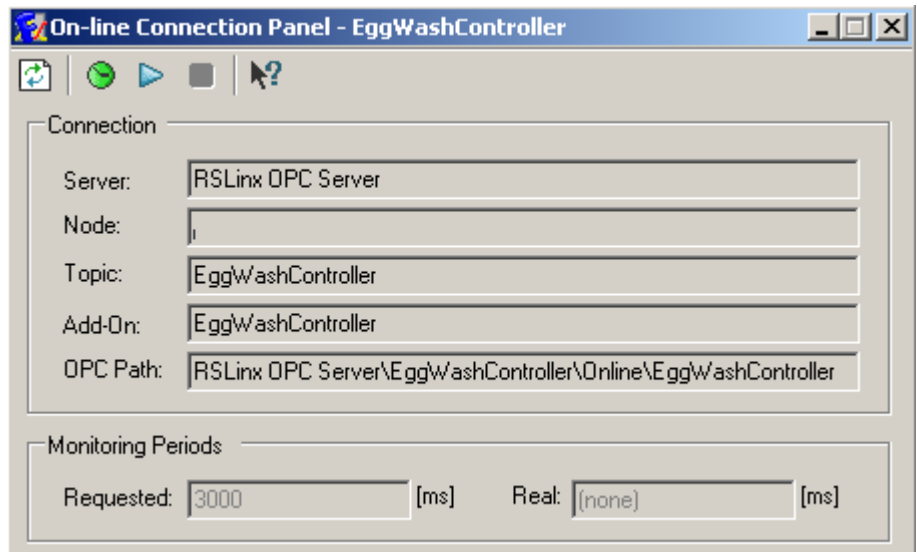 On-line Connection Panel - EggWashController
Connection
Server: RSLinx OPC Server
Node:
Topic: EggWashController
Add-On: EggWashController
OPC Path: RSLinx OPC Server\EggWashController\Online\EggWashController
Monitoring Periods
Requested: 3000 [ms] Real: (none) [ms]